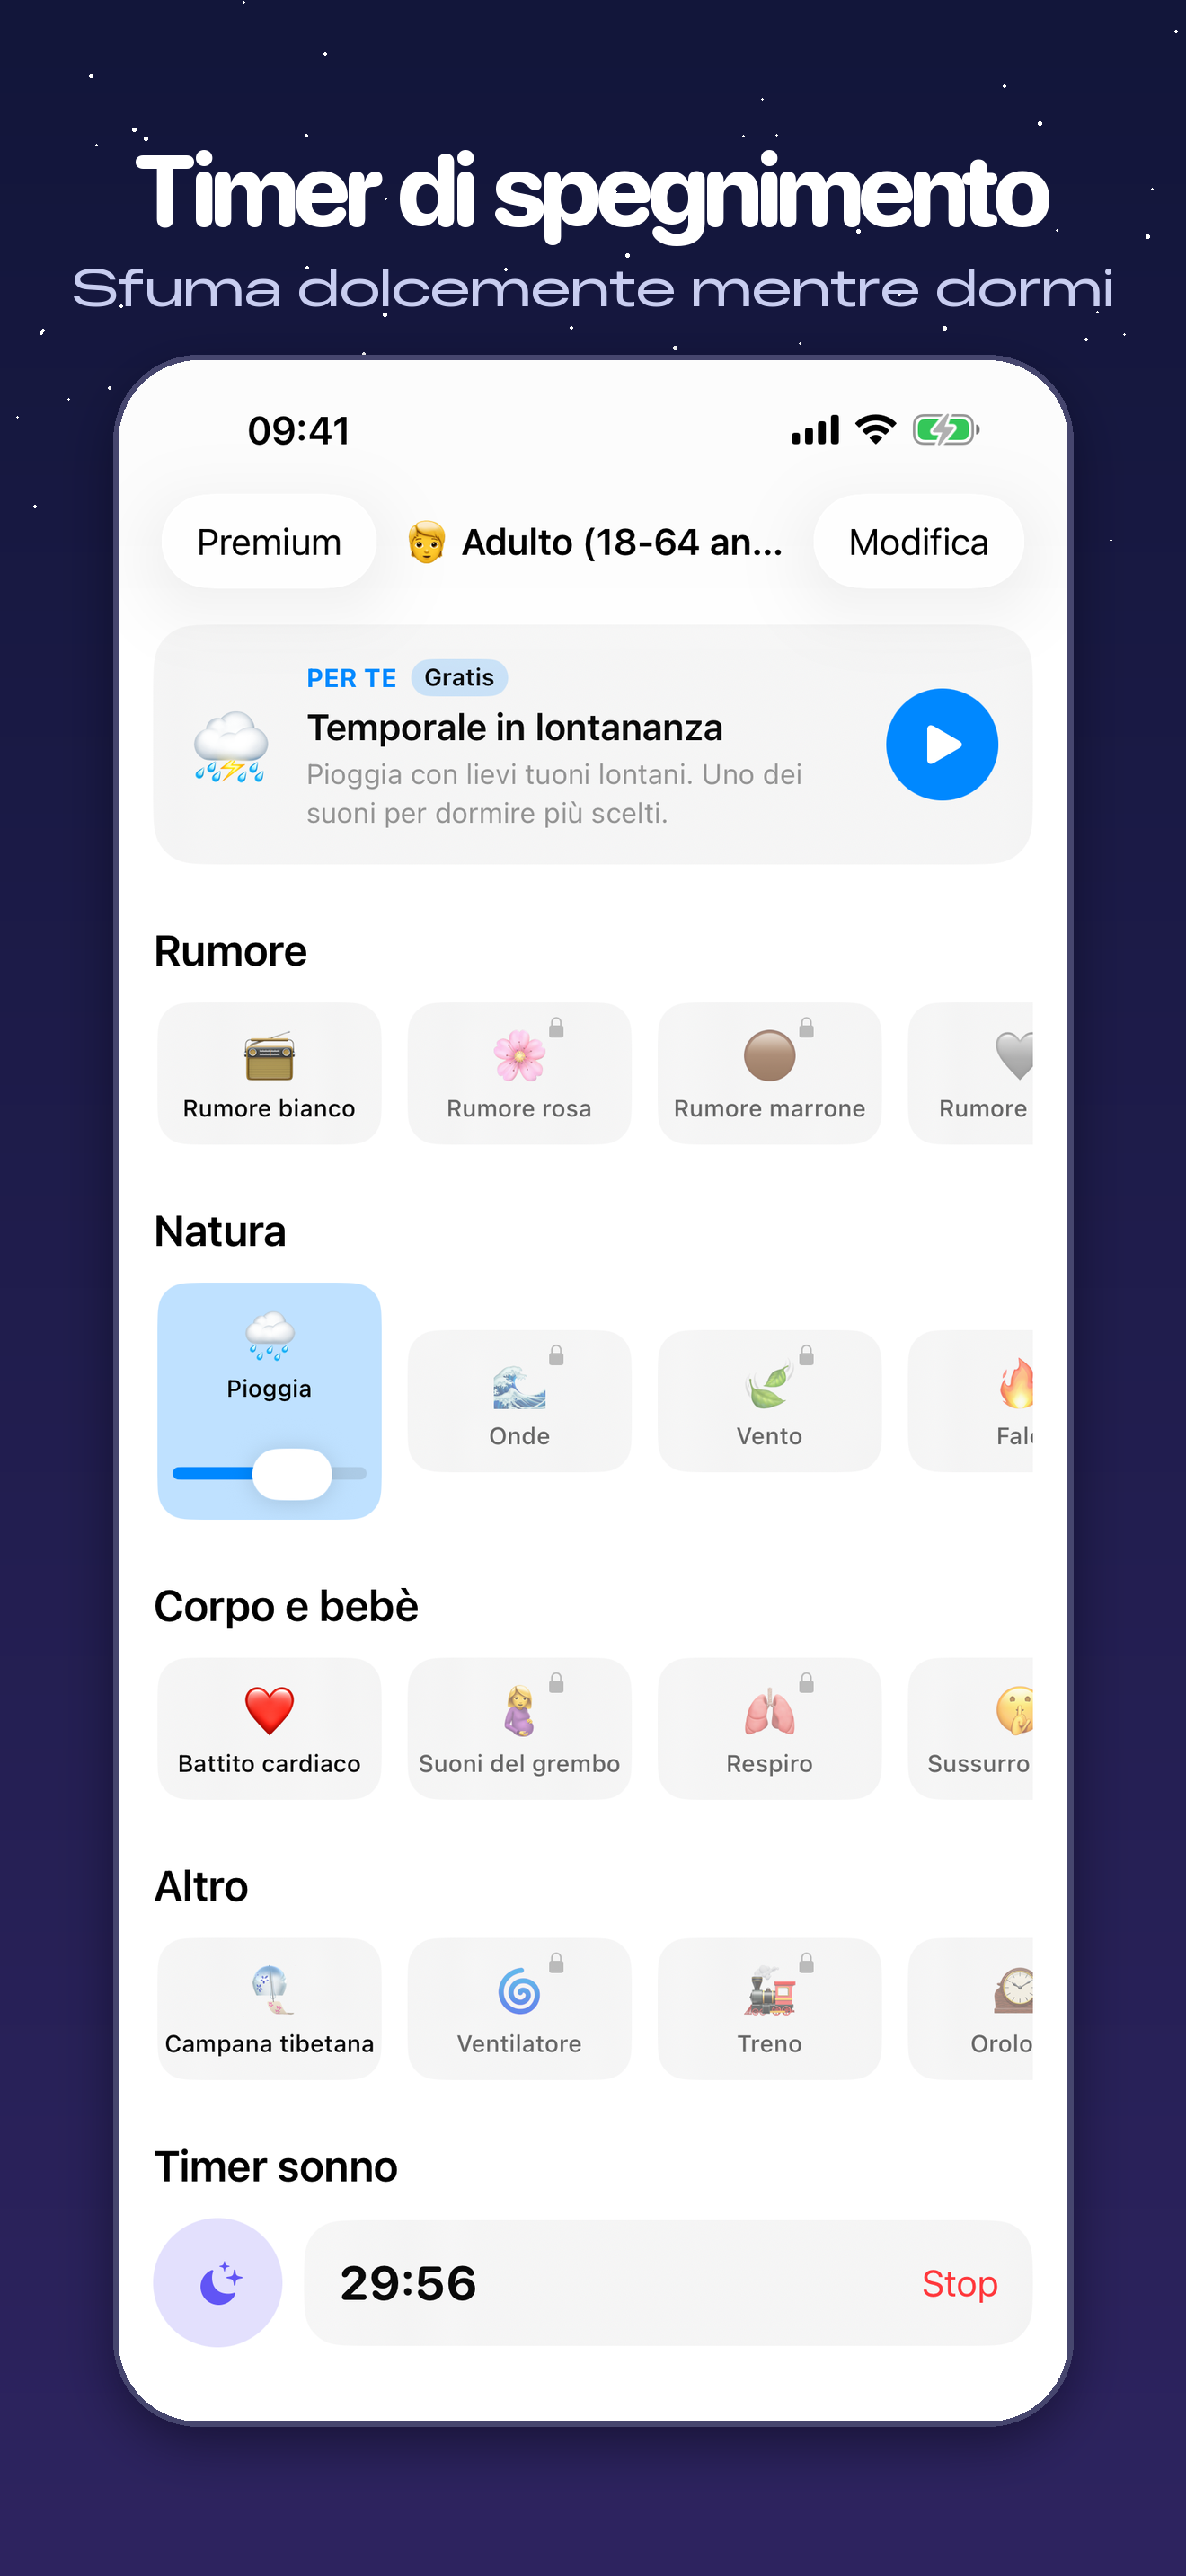 Timer di spegnimento
Sfuma dolcemente mentre dormi
09:41
Premium
Adulto (18-64 an...
Modifica
PER TE
Gratis
Temporale in lontananza
Pioggia con lievi tuoni lontani. Uno dei
suoni per dormire più scelti.
Rumore
Rumore bianco
Rumore rosa
Rumore marrone
Rumore
Natura
Pioggia
Onde
Vento
Fal
Corpo e bebè
Battito cardiaco
Suoni del grembo
Respiro
Sussurro
Altro
Campana tibetana
Ventilatore
Treno
Orolo
Timer sonno
29:56
Stop